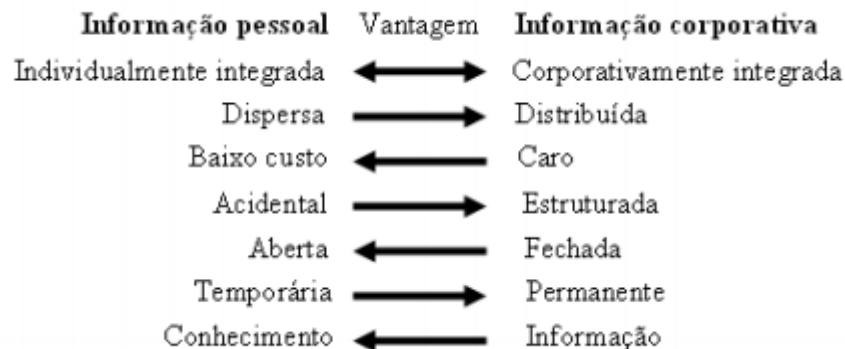 Informação pessoal Vantagem Informação corporativa
Individualmente integrada Corporativamente integrada
Dispersa Distribuída
Baixo custo Caro
Acidental Estruturada
Aberta Fechada
Temporária Permanente
Conhecimento Informação